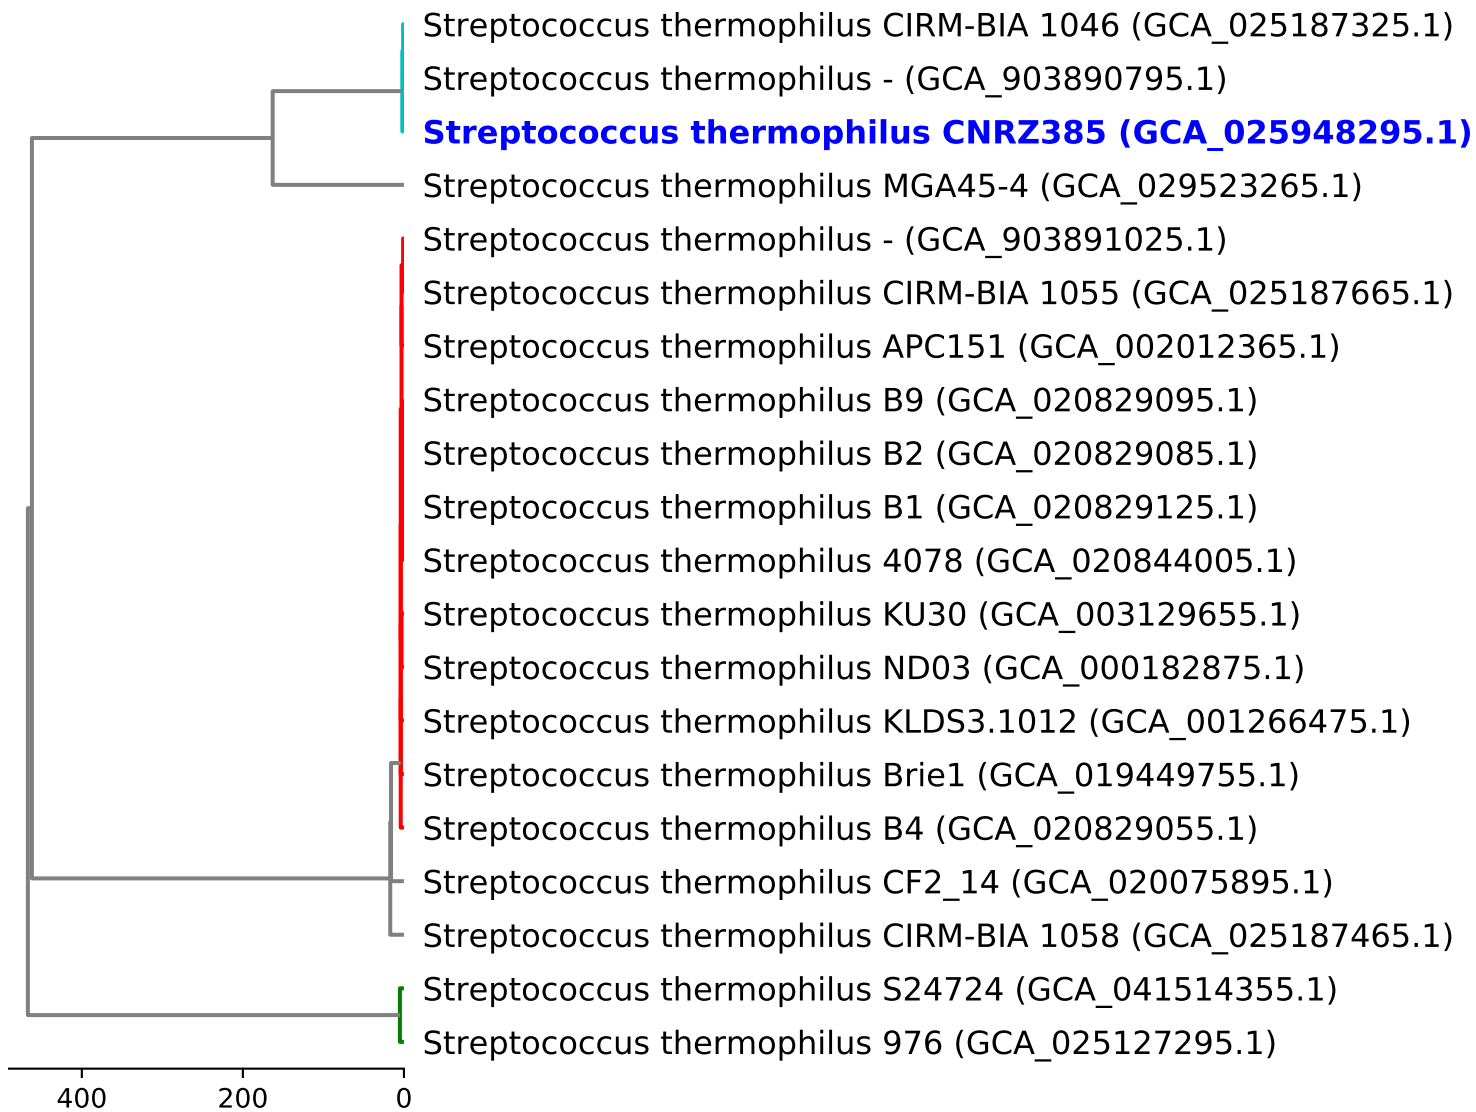 Streptococcus thermophilus CIRM-BIA 1046 (GCA_025187325.1)
Streptococcus thermophilus - (GCA_903890795.1)
Streptococcus thermophilus CNRZ385 (GCA_025948295.1)
Streptococcus thermophilus MGA45-4 (GCA_029523265.1)
Streptococcus thermophilus - (GCA_903891025.1)
Streptococcus thermophilus CIRM-BIA 1055 (GCA_025187665.1)
Streptococcus thermophilus APC151 (GCA_002012365.1)
Streptococcus thermophilus B9 (GCA_020829095.1)
Streptococcus thermophilus B2 (GCA_020829085.1)
Streptococcus thermophilus B1 (GCA_020829125.1)
Streptococcus thermophilus 4078 (GCA_020844005.1)
Streptococcus thermophilus KU30 (GCA_003129655.1)
Streptococcus thermophilus ND03 (GCA_000182875.1)
Streptococcus thermophilus KLDS3.1012 (GCA_001266475.1)
Streptococcus thermophilus Brie1 (GCA_019449755.1)
Streptococcus thermophilus B4 (GCA_020829055.1)
Streptococcus thermophilus CF2_14 (GCA_020075895.1)
Streptococcus thermophilus CIRM-BIA 1058 (GCA_025187465.1)
Streptococcus thermophilus S24724 (GCA_041514355.1)
Streptococcus thermophilus 976 (GCA_025127295.1)
400 200 0